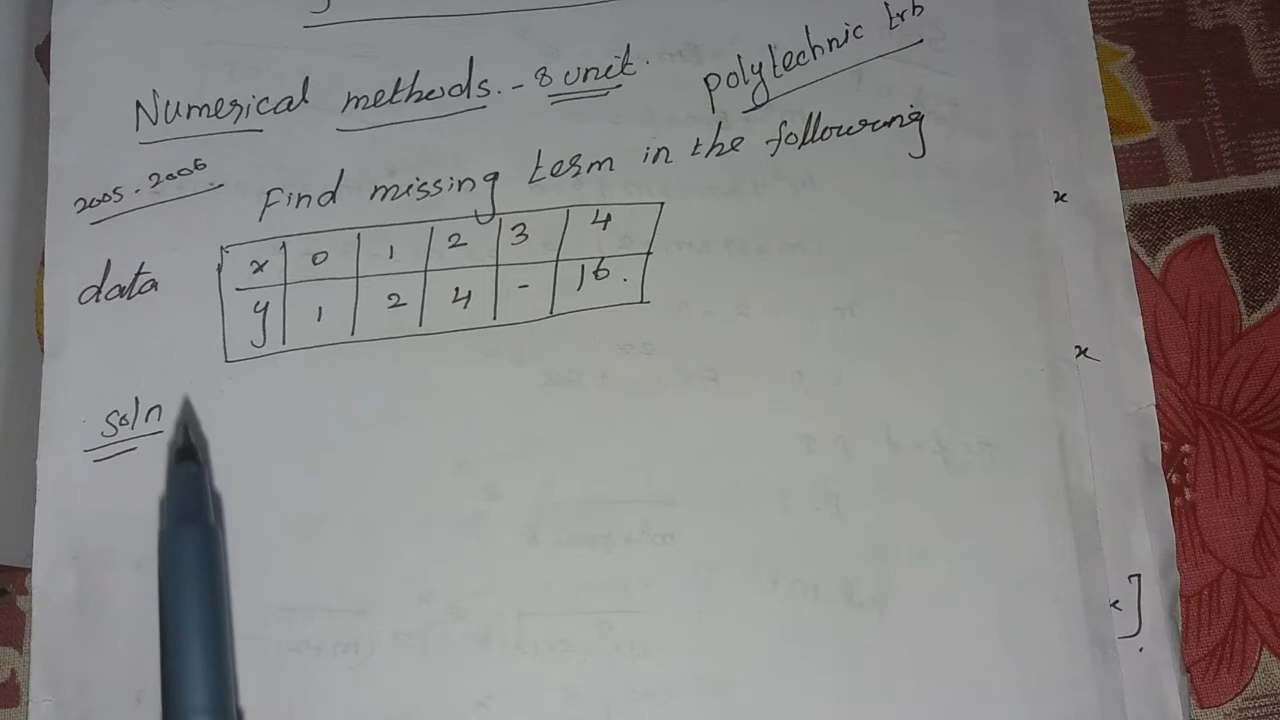 Numerical methods. - 8 unit.
polytechnic trb
2005-2006
Find missing term in the following
data
x 0 1 2 3 4
y 1 2 4 - 16.
Soln
x
x
x ].